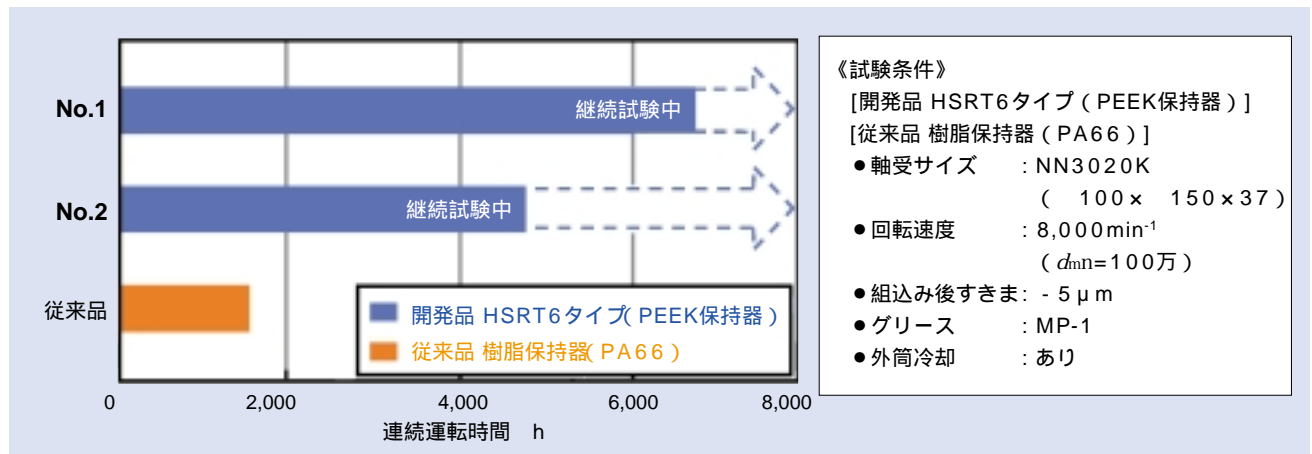 No.1
継続試験中
No.2
継続試験中
従来品
開発品 HSRT6タイプ(PEEK保持器)
従来品 樹脂保持器(PA66)
0 2,000 4,000 6,000 8,000
連続運転時間 h
《試験条件》
[開発品 HSRT6タイプ(PEEK保持器)]
[従来品 樹脂保持器(PA66)]
●軸受サイズ :NN3020K
( 100× 150×37)
●回転速度 :8,000min⁻¹
(dmn=100万)
●組込み後すきま:-5μm
●グリース :MP-1
●外筒冷却 :あり